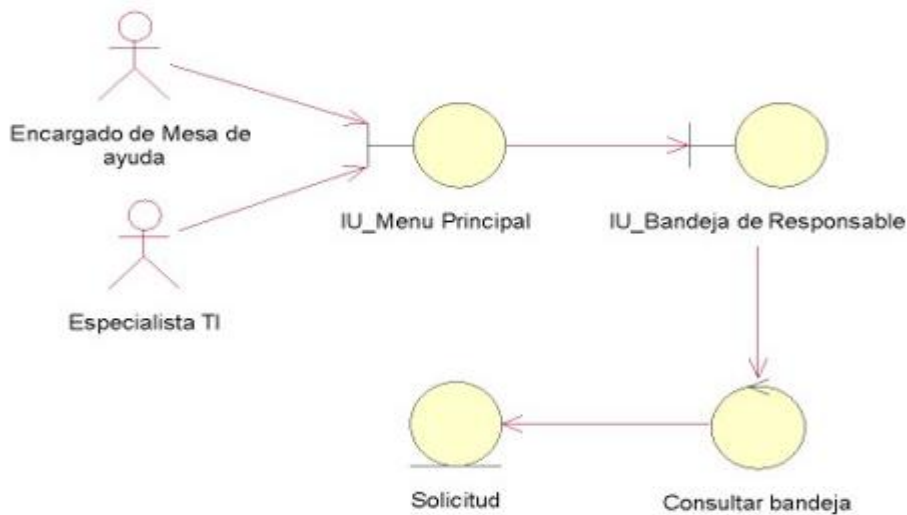 Encargado de Mesa de
ayuda
IU_Menu Principal
IU_Bandeja de Responsable
Especialista TI
Solicitud
Consultar bandeja